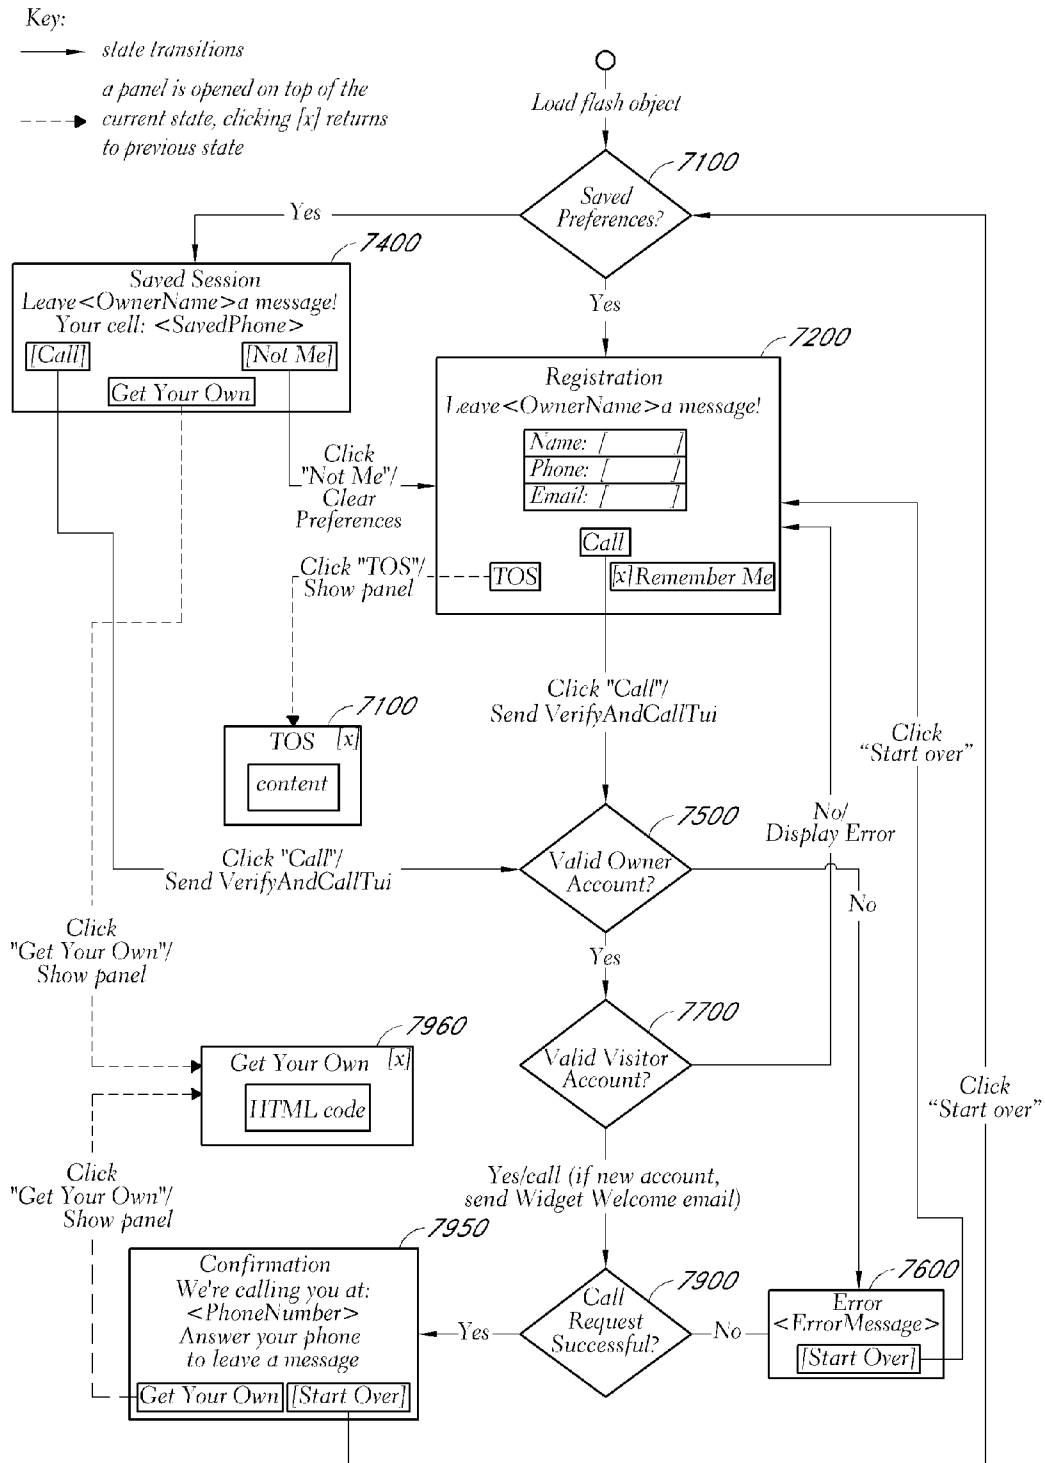 Key:
state transitions
a panel is opened on top of the
current state, clicking [x] returns
to previous state
Load flash object
7100
Saved
Preferences?
Yes
7400
Saved Session
Leave<OwnerName>a message!
Your cell: <SavedPhone>
[Call]
[Not Me]
Get Your Own
Yes
7200
Registration
Leave<OwnerName>a message!
Name: [ ]
Phone: [ ]
Email: [ ]
Call
TOS
[x] Remember Me
Click
"Not Me"/
Clear
Preferences
Click "TOS"/
Show panel
7100
TOS [x]
content
Click "Call"/
Send VerifyAndCallTui
Click
"Start over"
7500
Valid Owner
Account?
No/
Display Error
No
Click "Call"/
Send VerifyAndCallTui
Yes
Click
"Get Your Own"/
Show panel
7700
Valid Visitor
Account?
7960
Get Your Own [x]
HTML code
Click
"Start over"
Click
"Get Your Own"/
Show panel
Yes/call (if new account,
send Widget Welcome email)
7950
Confirmation
We're calling you at:
<PhoneNumber>
Answer your phone
to leave a message
Get Your Own
[Start Over]
Yes
7900
Call
Request
Successful?
No
7600
Error
<ErrorMessage>
[Start Over]